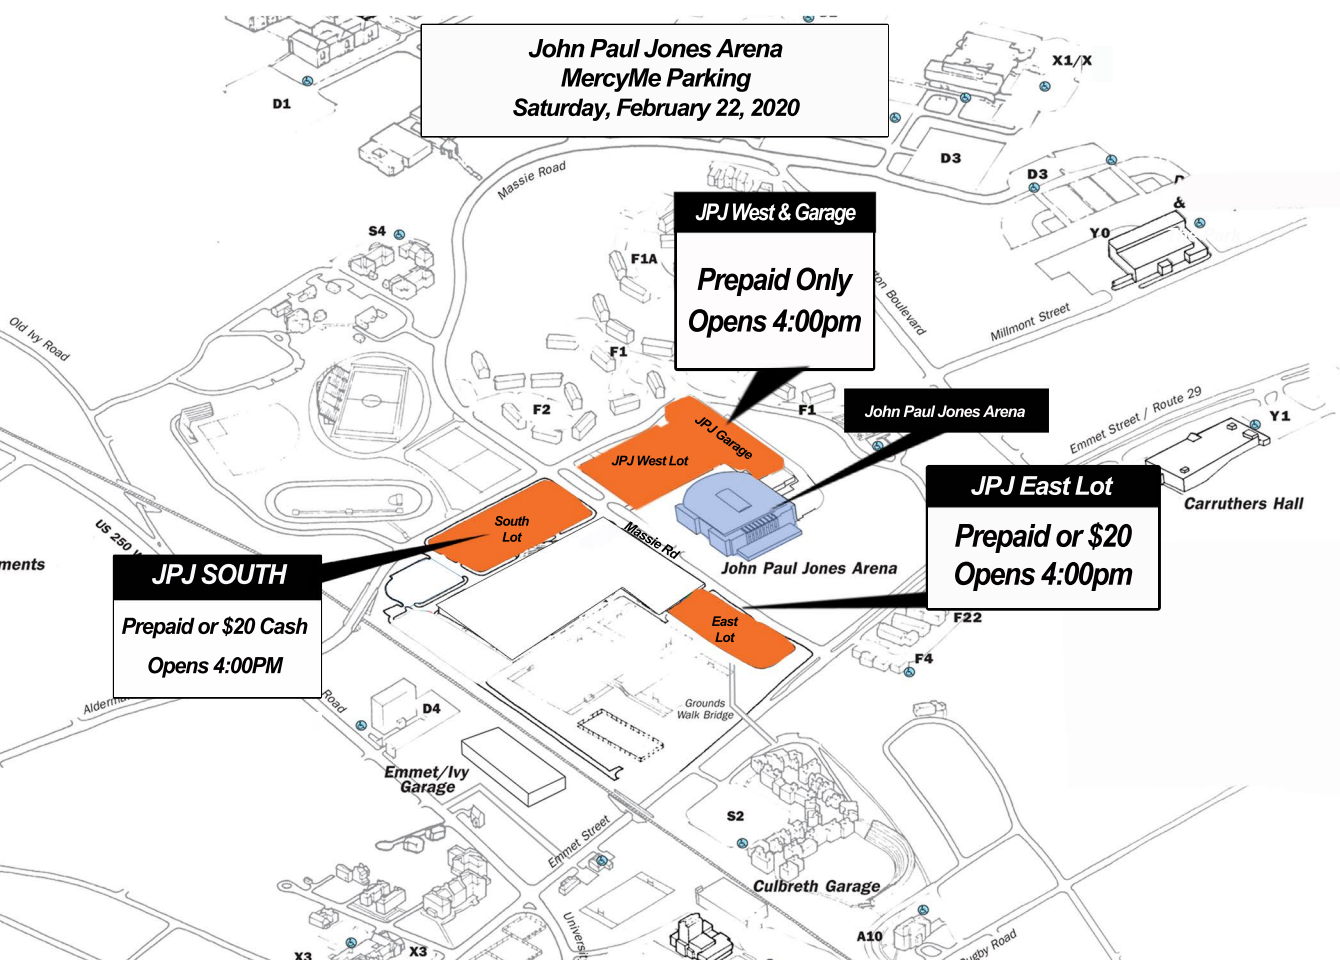 John Paul Jones Arena
MercyMe Parking
Saturday, February 22, 2020
X1/X
D1
D3
D3
Massie Road
JPJ West & Garage
Prepaid Only
Opens 4:00pm
&
Y0
S4
F1A
Boulevard
Millmont Street
Old Ivy Road
F1
F2
F1
John Paul Jones Arena
Emmet Street / Route 29
Y1
JPJ Garage
JPJ West Lot
JPJ East Lot
Prepaid or $20
Opens 4:00pm
Carruthers Hall
South
Lot
US 250
Massie Rd
John Paul Jones Arena
JPJ SOUTH
Prepaid or $20 Cash
Opens 4:00PM
East
Lot
F22
F4
Road
D4
Grounds
Walk Bridge
Emmet/Ivy
Garage
S2
Emmet Street
Culbreth Garage
A10
Road
X3
X3